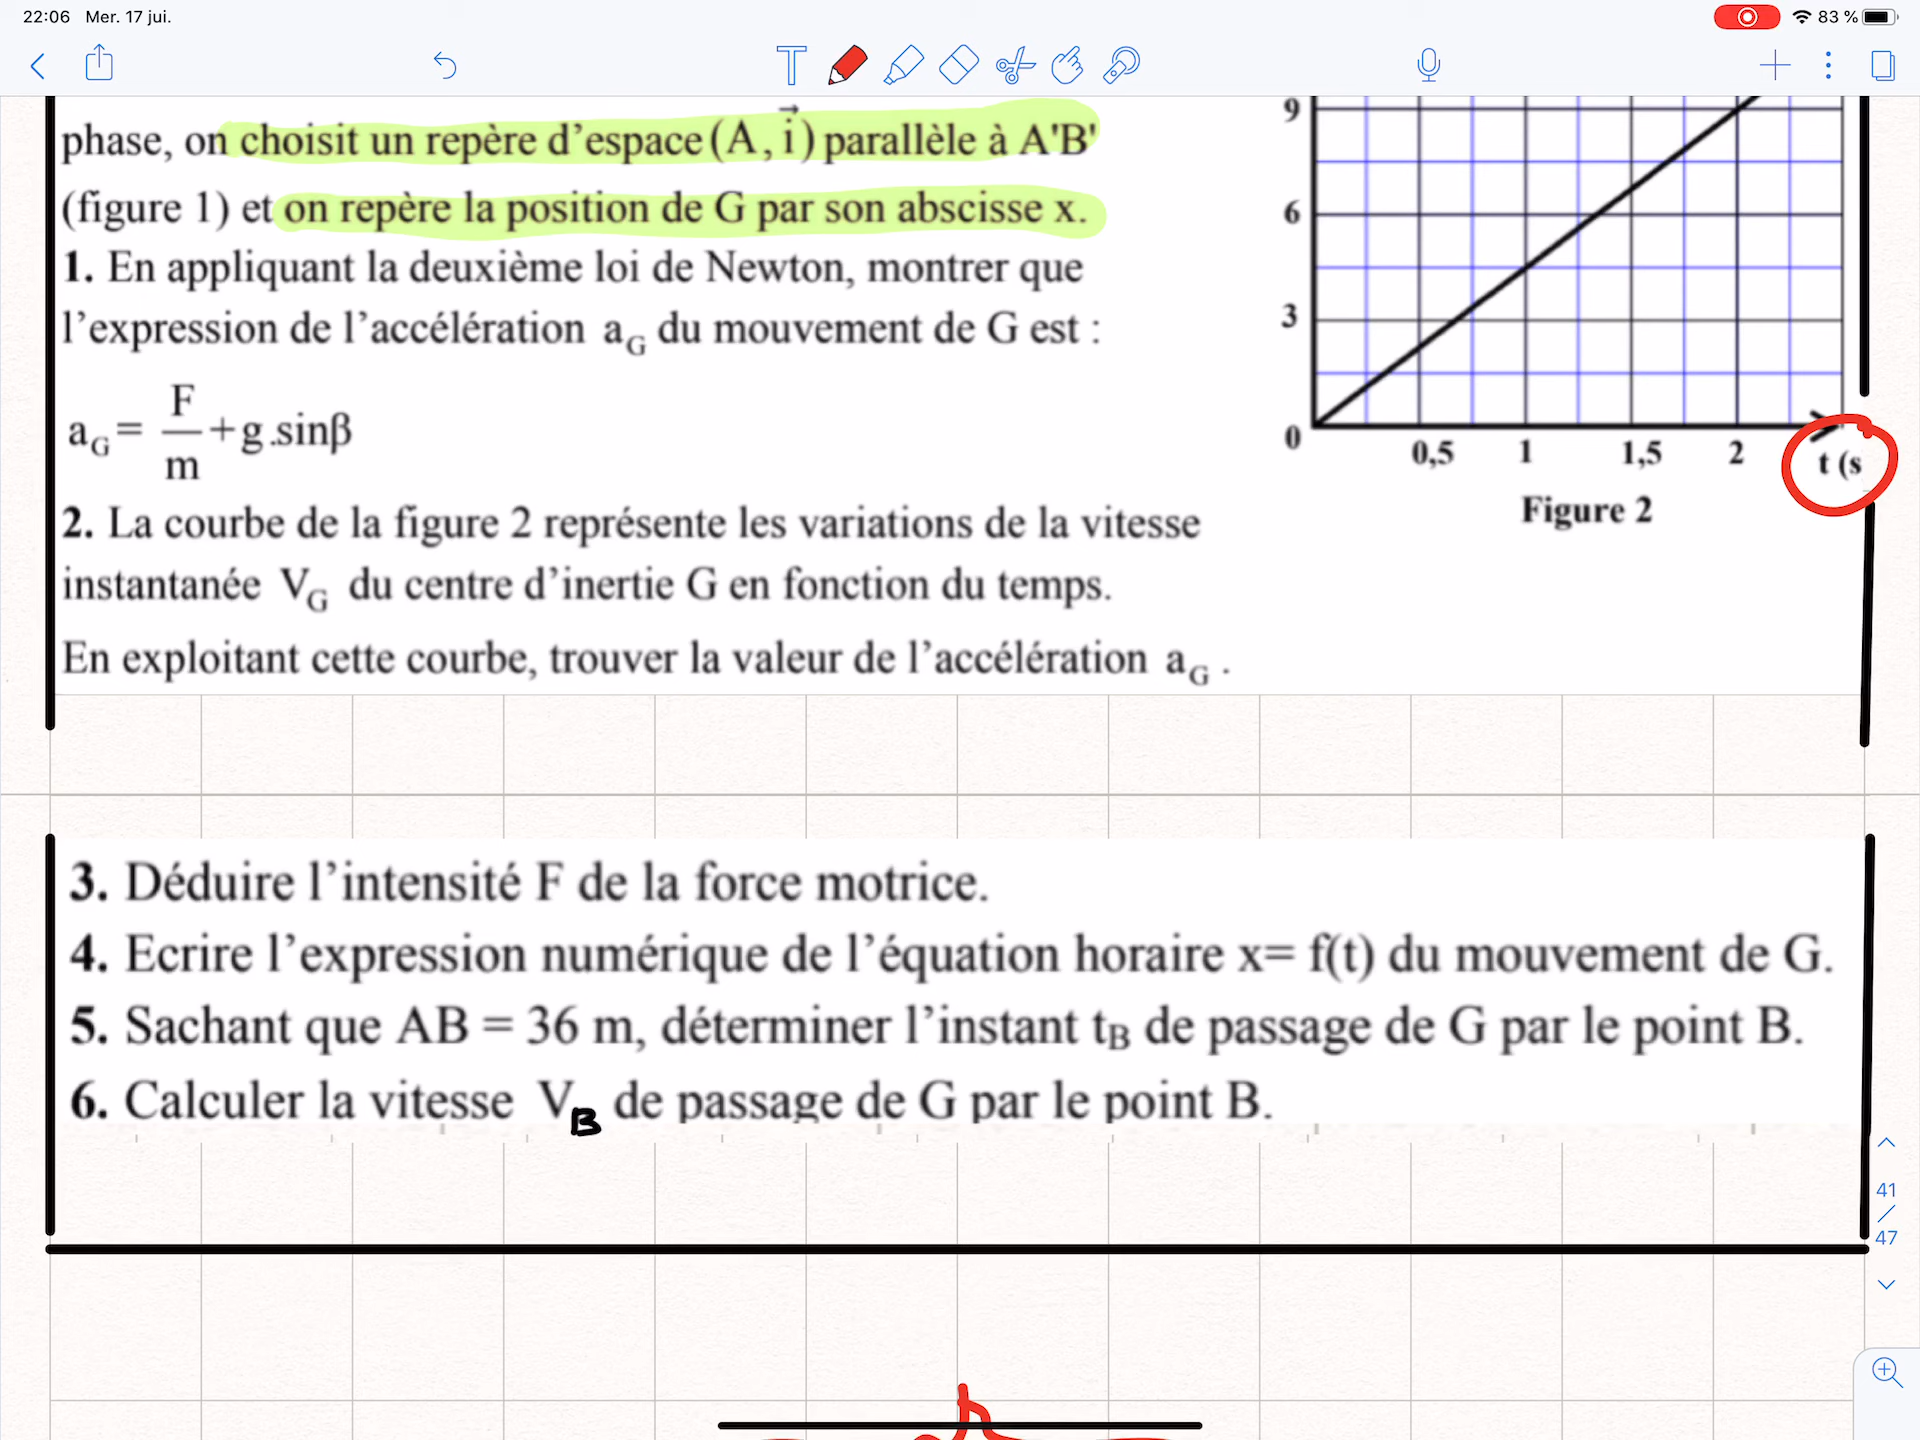 22:06 Mer. 17 jui.
83 %
phase, on choisit un repère d'espace (A, i) parallèle à A'B'
(figure 1) et on repère la position de G par son abscisse x.
1. En appliquant la deuxième loi de Newton, montrer que
l'expression de l'accélération aG du mouvement de G est :
aG = F/m + g.sinβ
2. La courbe de la figure 2 représente les variations de la vitesse
instantanée VG du centre d'inertie G en fonction du temps.
En exploitant cette courbe, trouver la valeur de l'accélération aG .
9
6
3
0
0,5 1 1,5 2 t (s
Figure 2
3. Déduire l'intensité F de la force motrice.
4. Ecrire l'expression numérique de l'équation horaire x= f(t) du mouvement de G.
5. Sachant que AB = 36 m, déterminer l'instant tB de passage de G par le point B.
6. Calculer la vitesse VB de passage de G par le point B.
41
/
47